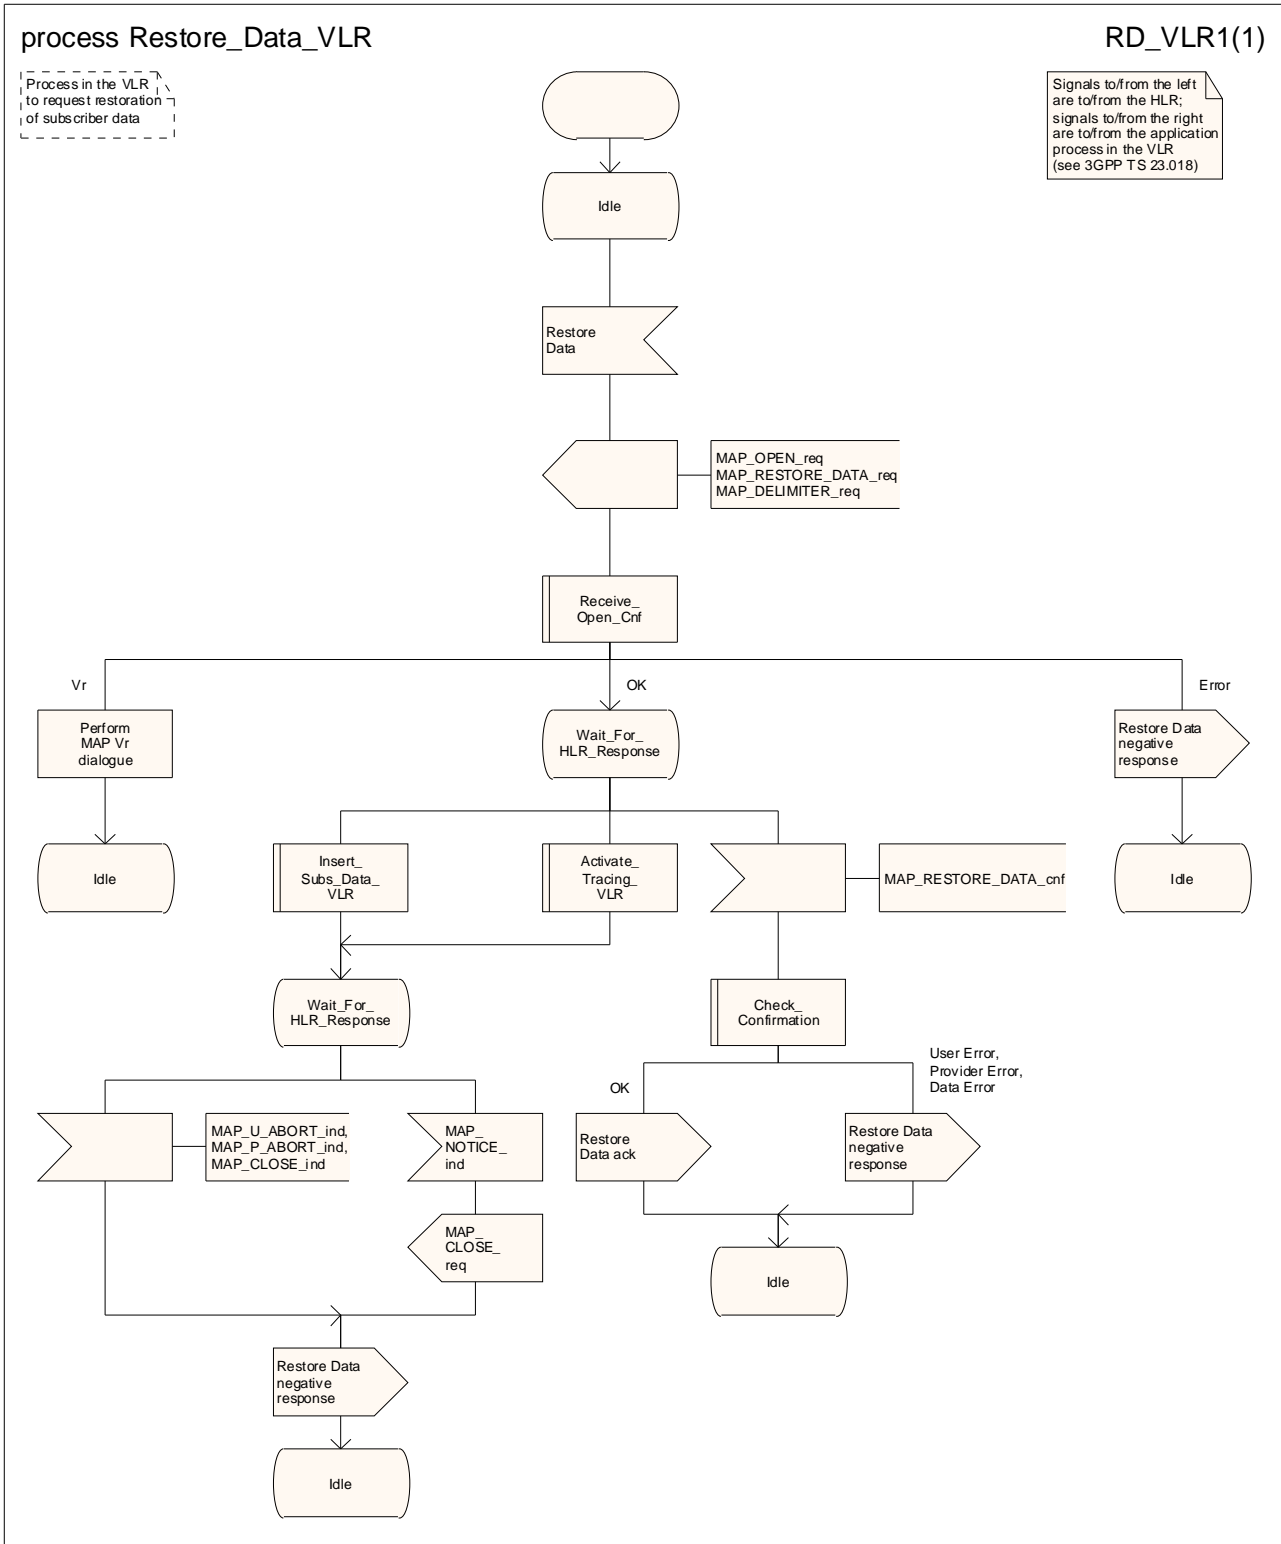 process Restore_Data_VLR
RD_VLR1(1)
Process in the VLR
to request restoration
of subscriber data
Signals to/from the left
are to/from the HLR;
signals to/from the right
are to/from the application
process in the VLR
(see 3GPP TS 23.018)
Idle
Restore
Data
MAP_OPEN_req
MAP_RESTORE_DATA_req
MAP_DELIMITER_req
Receive_
Open_Cnf
Vr
OK
Error
Perform
MAP Vr
dialogue
Wait_For_
HLR_Response
Restore Data
negative
response
Idle
Insert_
Subs_Data_
VLR
Activate_
Tracing_
VLR
MAP_RESTORE_DATA_cnf
Idle
Wait_For_
HLR_Response
Check_
Confirmation
OK
User Error,
Provider Error,
Data Error
MAP_U_ABORT_ind,
MAP_P_ABORT_ind,
MAP_CLOSE_ind
MAP_
NOTICE_
ind
Restore
Data ack
Restore Data
negative
response
MAP_
CLOSE_
req
Idle
Restore Data
negative
response
Idle